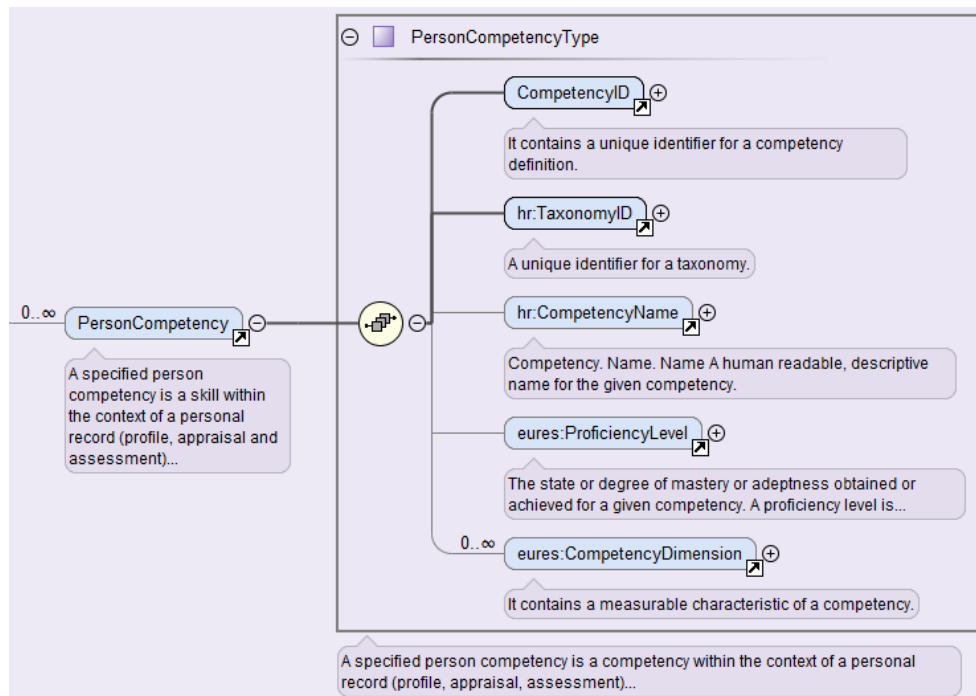 PersonCompetencyType
CompetencyID
It contains a unique identifier for a competency
definition.
hr:TaxonomyID
A unique identifier for a taxonomy.
0..∞
PersonCompetency
A specified person
competency is a skill within
the context of a personal
record (profile, appraisal and
assessment)...
hr:CompetencyName
Competency. Name. Name A human readable, descriptive
name for the given competency.
eures:ProficiencyLevel
The state or degree of mastery or adeptness obtained or
achieved for a given competency. A proficiency level is...
0..∞
eures:CompetencyDimension
It contains a measurable characteristic of a competency.
A specified person competency is a competency within the context of a personal
record (profile, appraisal, assessment)...